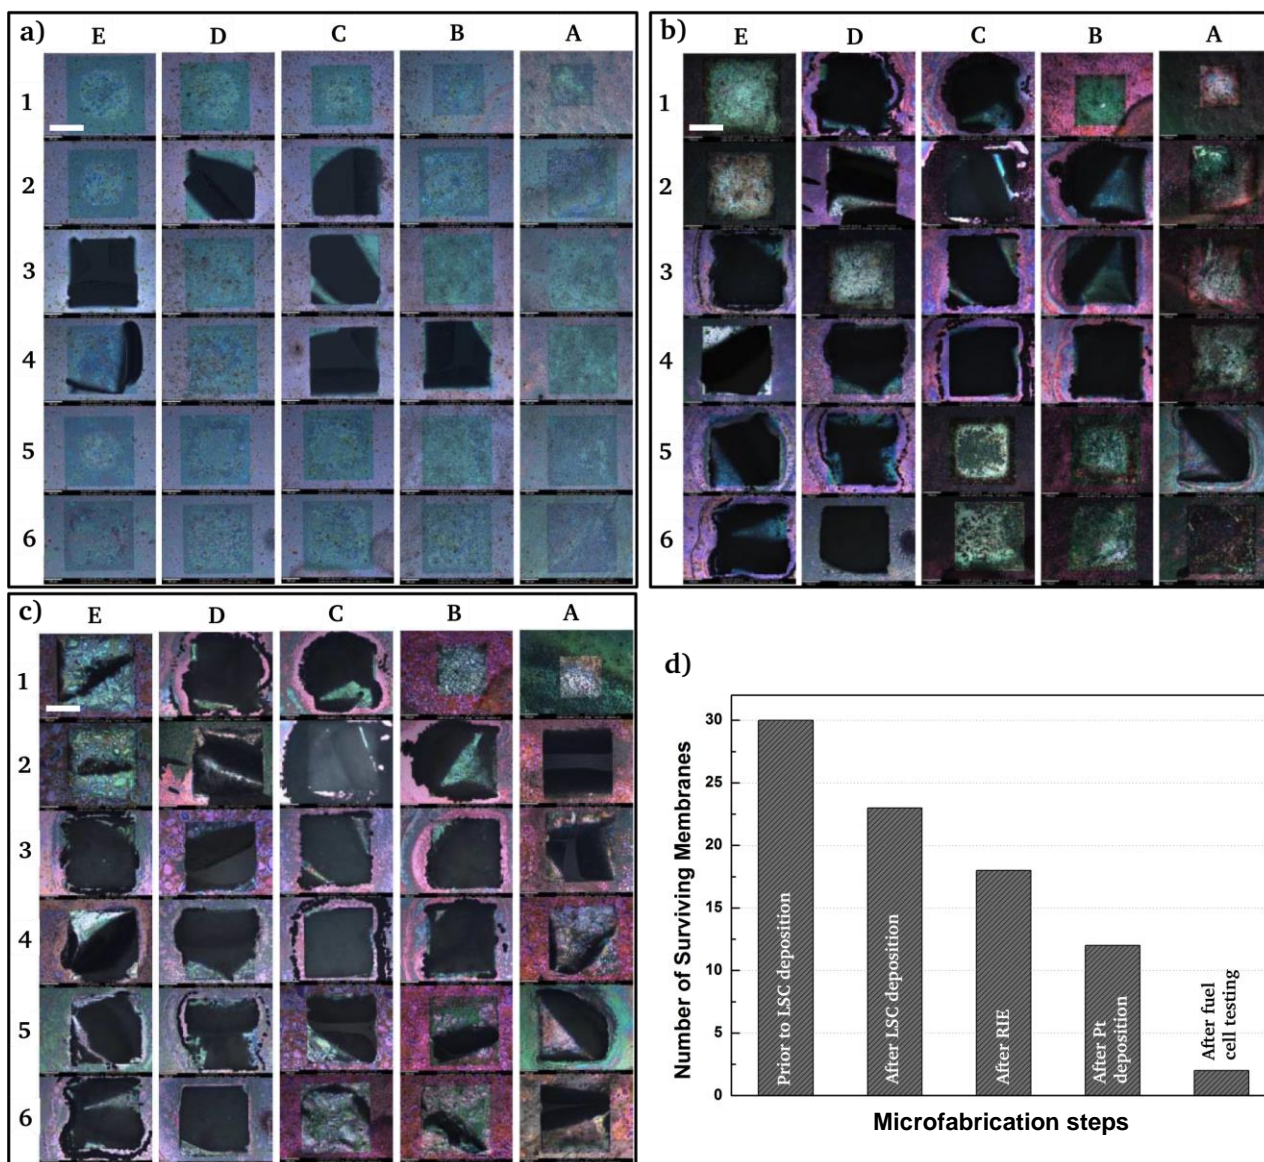 a)
E D C B A
1
2
3
4
5
6
b)
E D C B A
1
2
3
4
5
6
c)
E D C B A
1
2
3
4
5
6
d)
Number of Surviving Membranes
30
25
20
15
10
5
0
Prior to LSC deposition
After LSC deposition
After RIE
After Pt
deposition
After fuel
cell testing
Microfabrication steps